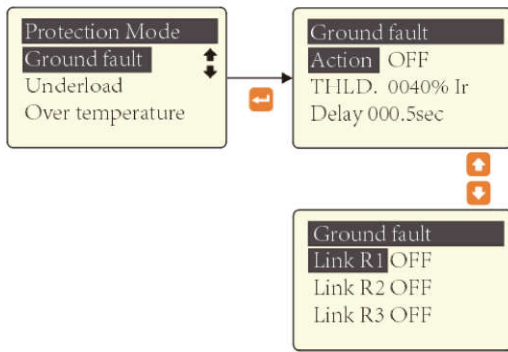 Protection Mode
Ground fault
Underload
Over temperature
Ground fault
Action OFF
THLD. 0040% Ir
Delay 000.5sec
Ground fault
Link R1 OFF
Link R2 OFF
Link R3 OFF